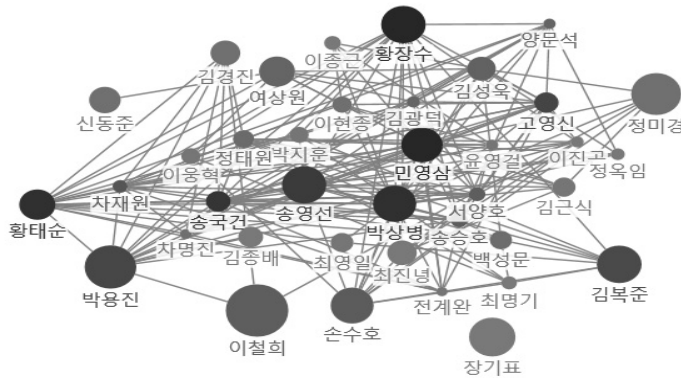 양문석
이종근
황장수
김경진
여상원
김성욱
신동준
이현종
김광덕
고영신
정미경
정태원
박지훈
이웅혁
민영삼
윤영걸
이진곤
정옥임
차재원
송국건
송영선
박상병
서양호
김근식
황태순
차명진
김종배
최영일
송승호
백성문
최진녕
박용진
전계완
최명기
김복준
이철희
손수호
장기표